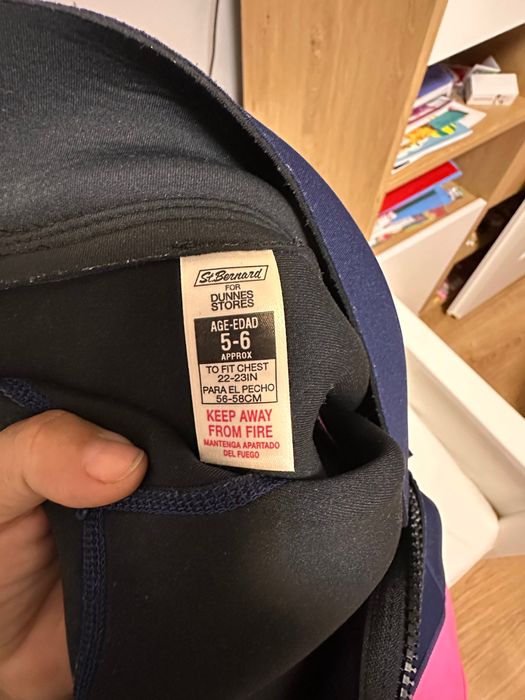 St. Bernard
FOR
DUNNES
STORES
AGE-EDAD
5-6
APPROX
TO FIT CHEST
22-23IN
PARA EL PECHO
56-58CM
KEEP AWAY
FROM FIRE
MANTENGA APARTADO
DEL FUEGO